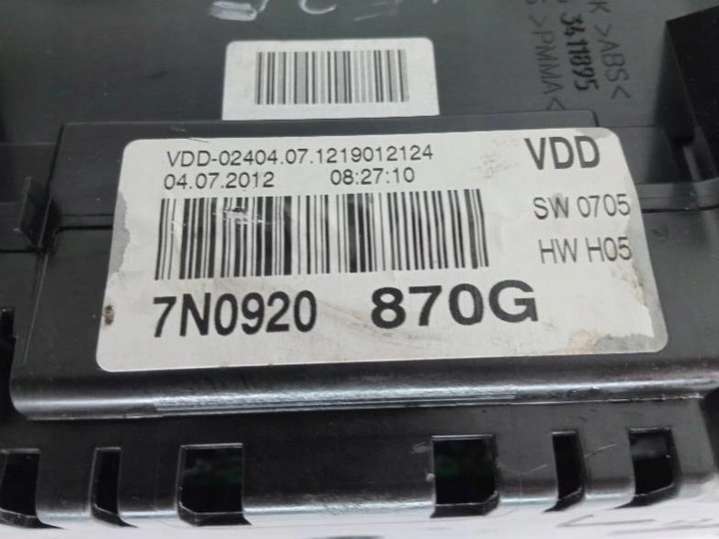 VDD-02404.07.1219012124
04.07.2012 08:27:10
VDD
SW 0705
HW H05
7N0920 870G
K >ABS<
>PMMA<
3411895